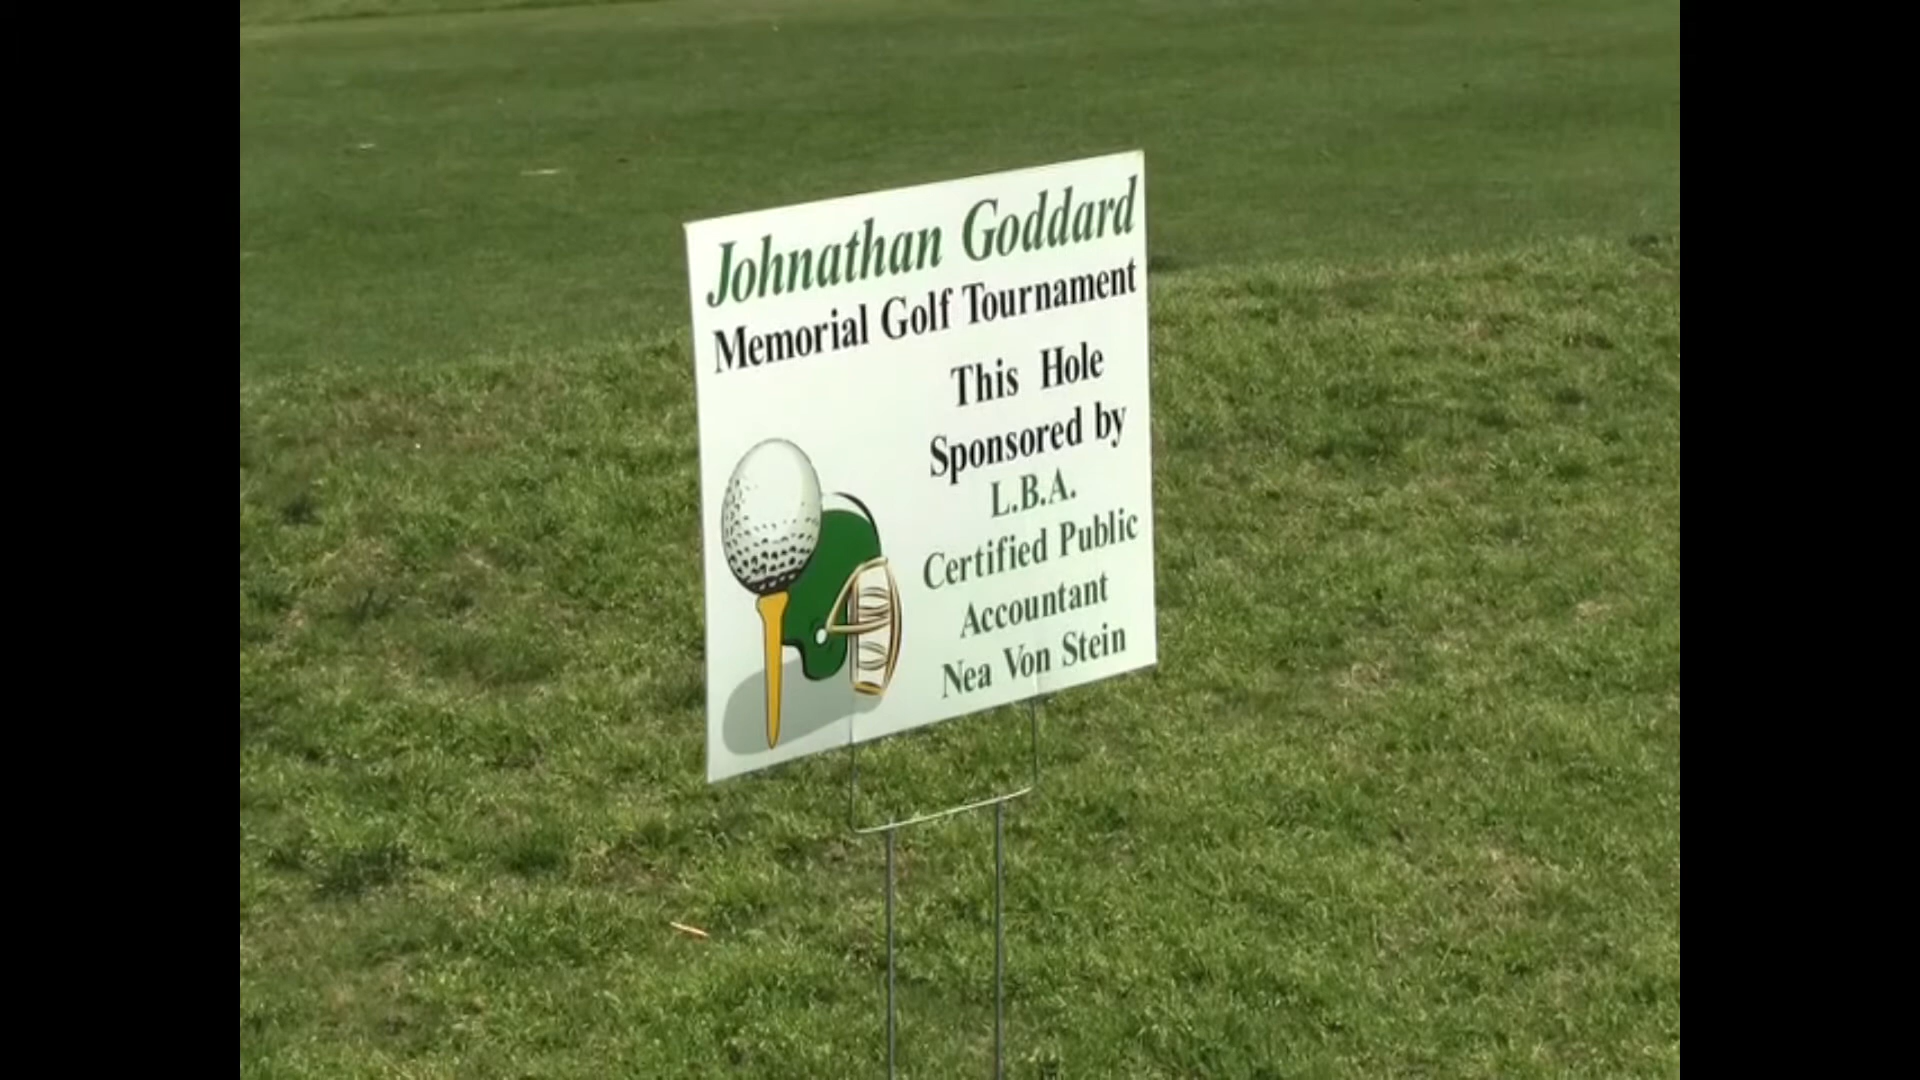 Johnathan Goddard
Memorial Golf Tournament
This Hole
Sponsored by
L.B.A.
Certified Public
Accountant
Nea Von Stein